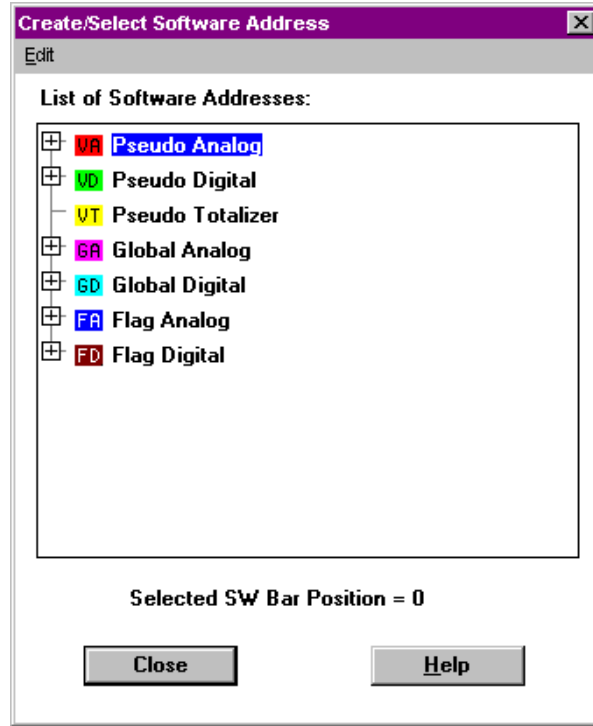 Create/Select Software Address
Edit
List of Software Addresses:
VA Pseudo Analog
VD Pseudo Digital
VT Pseudo Totalizer
GA Global Analog
GD Global Digital
FA Flag Analog
FD Flag Digital
Selected SW Bar Position = 0
Close Help